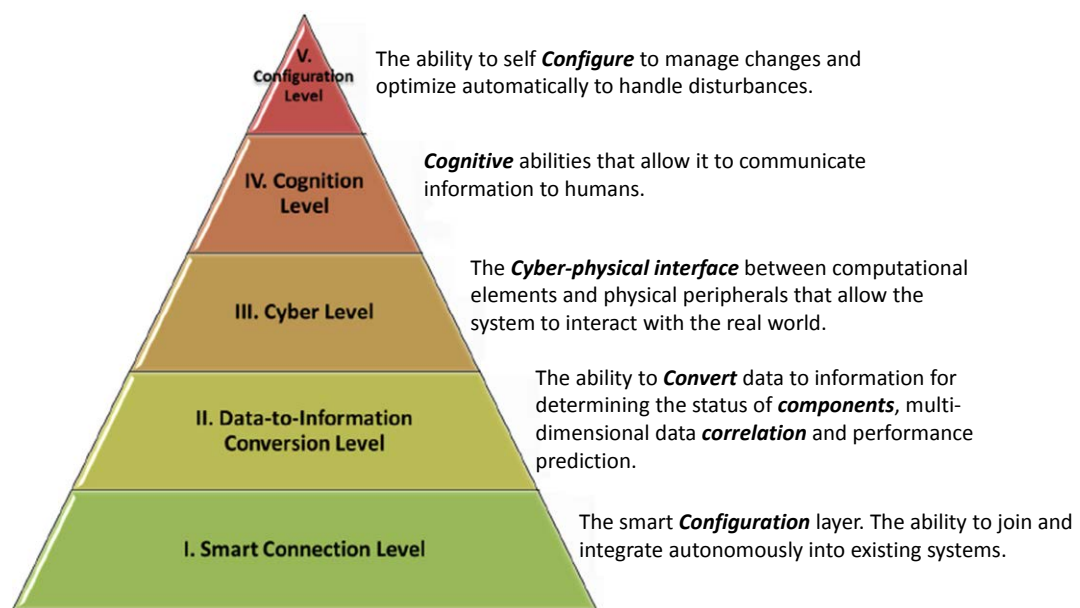 V.
Configuration
Level
The ability to self Configure to manage changes and
optimize automatically to handle disturbances.
IV. Cognition
Level
Cognitive abilities that allow it to communicate
information to humans.
III. Cyber Level
The Cyber-physical interface between computational
elements and physical peripherals that allow the
system to interact with the real world.
II. Data-to-Information
Conversion Level
The ability to Convert data to information for
determining the status of components, multi-
dimensional data correlation and performance
prediction.
I. Smart Connection Level
The smart Configuration layer. The ability to join and
integrate autonomously into existing systems.